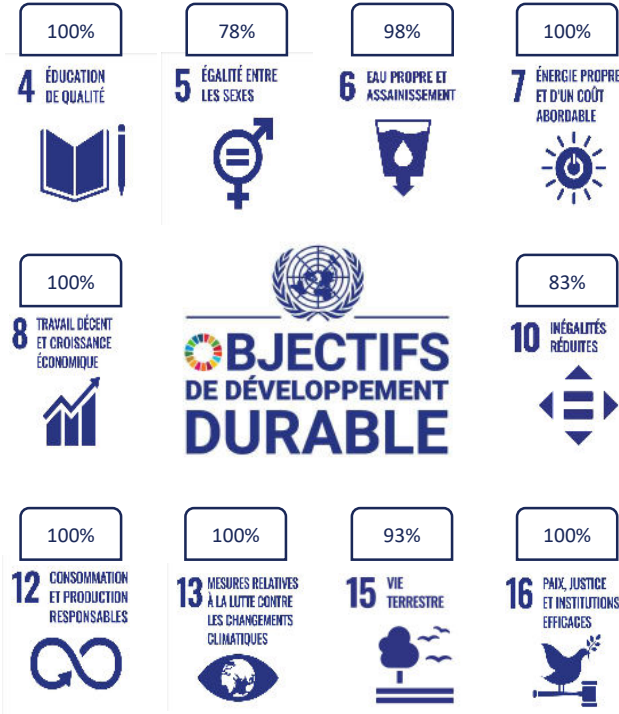 100%
4 ÉDUCATION
DE QUALITÉ
78%
5 ÉGALITÉ ENTRE
LES SEXES
98%
6 EAU PROPRE ET
ASSAINISSEMENT
100%
7 ÉNERGIE PROPRE
ET D'UN COÛT
ABORDABLE
100%
8 TRAVAIL DÉCENT
ET CROISSANCE
ÉCONOMIQUE
OBJECTIFS
DE DÉVELOPPEMENT
DURABLE
83%
10 INÉGALITÉS
RÉDUITES
100%
12 CONSOMMATION
ET PRODUCTION
RESPONSABLES
100%
13 MESURES RELATIVES
À LA LUTTE CONTRE
LES CHANGEMENTS
CLIMATIQUES
93%
15 VIE
TERRESTRE
100%
16 PAIX, JUSTICE
ET INSTITUTIONS
EFFICACES